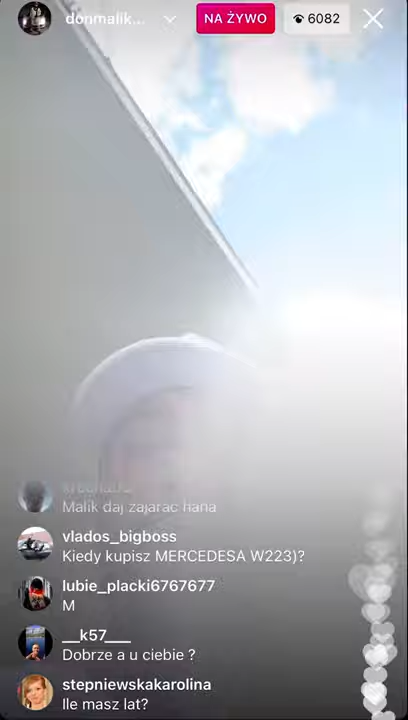 donmalik...
NA ŻYWO
6082
Malik daj zajarac hana
vlados_bigboss
Kiedy kupisz MERCEDESA W223)?
lubie_placki6767677
M
__k57___
Dobrze a u ciebie ?
stepniewskakarolina
Ile masz lat?